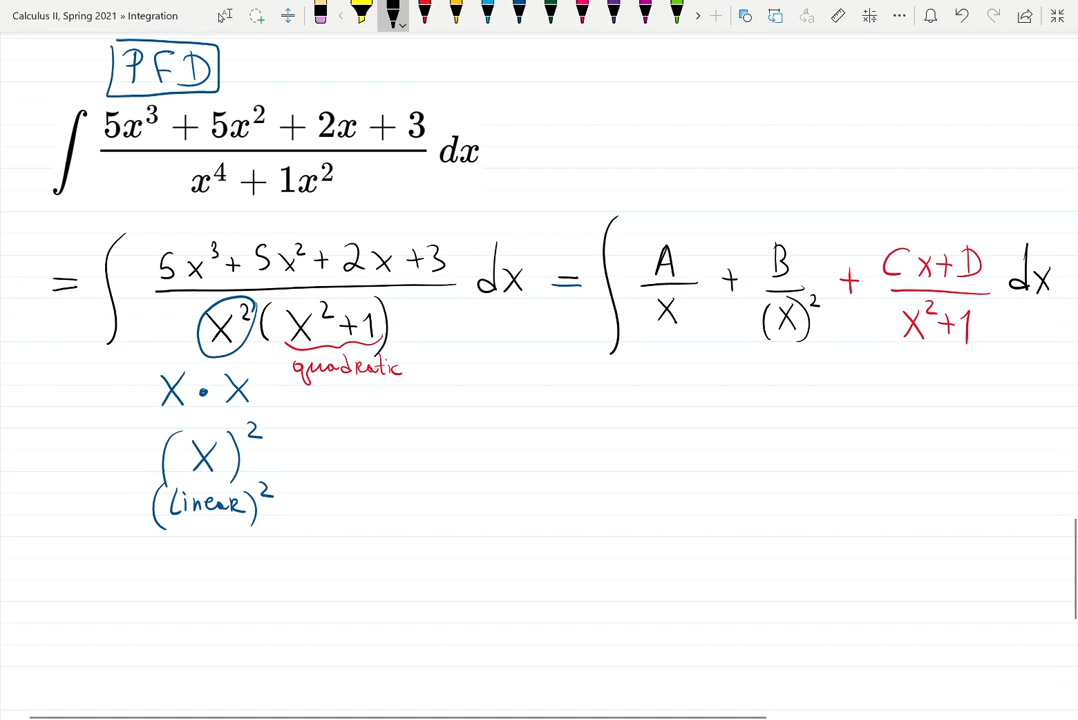 Calculus II, Spring 2021 » Integration
PFD
∫ (5x³ + 5x² + 2x + 3)/(x⁴ + 1x²) dx
= ∫ (5x³ + 5x² + 2x + 3)/(x²(x²+1)) dx = ∫ A/x + B/(x)² + (Cx+D)/(x²+1) dx
quadratic
x · x
(x)²
(linear)²